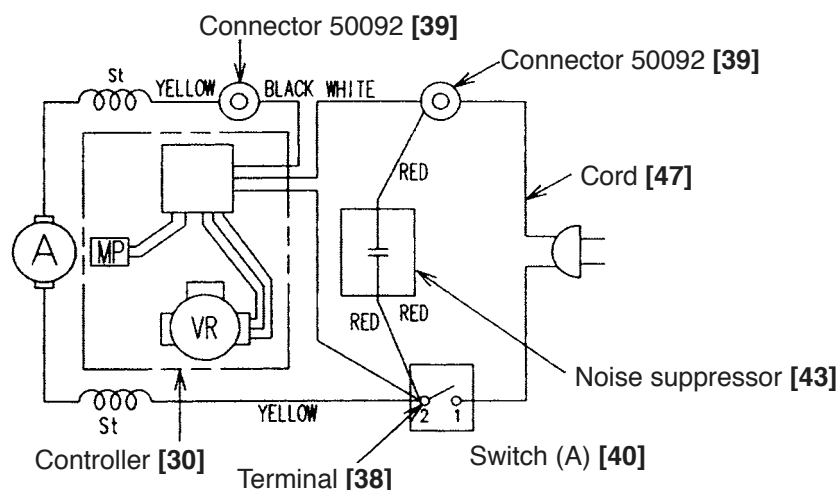 Connector 50092 [39]
Connector 50092 [39]
St
YELLOW
BLACK WHITE
RED
Cord [47]
A
MP
VR
RED
RED
Noise suppressor [43]
St
YELLOW
2 1
Controller [30]
Terminal [38]
Switch (A) [40]